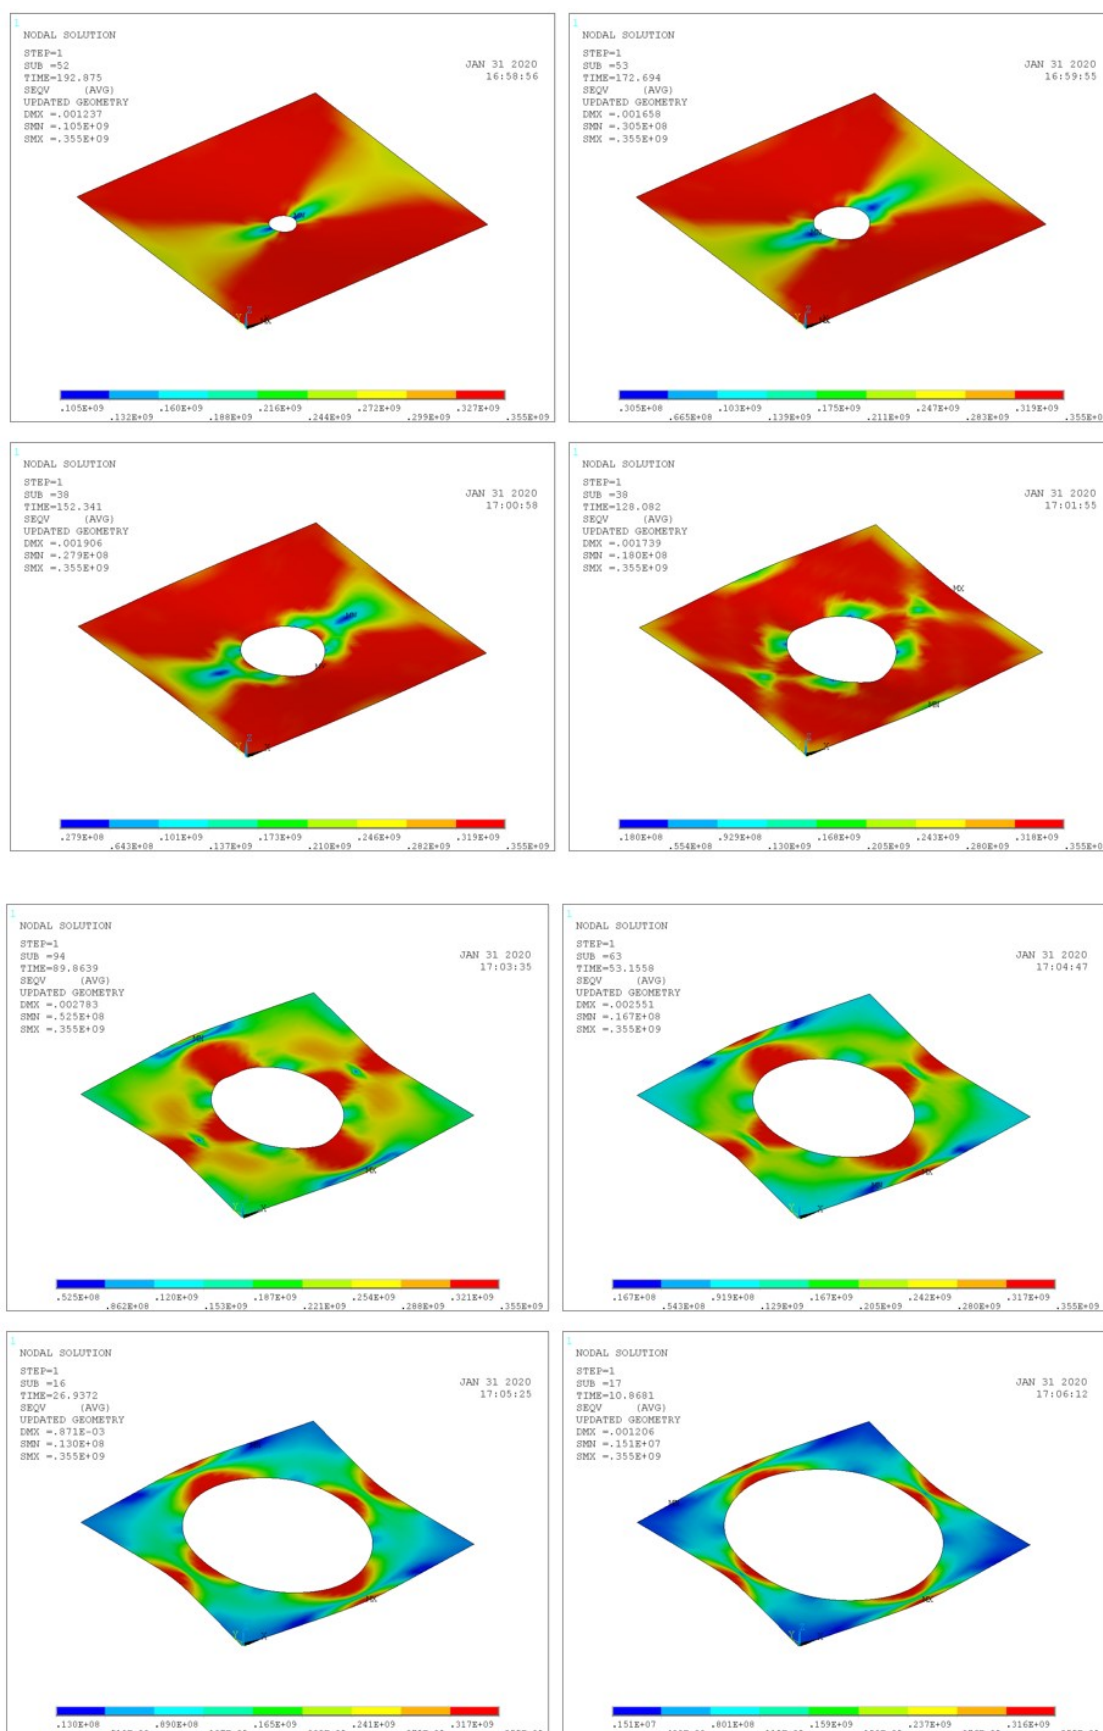 1
NODAL SOLUTION
STEP=1
SUB =52
TIME=192.875
SEQV (AVG)
UPDATED GEOMETRY
DMX =.001237
SMN =.105E+09
SMX =.355E+09
JAN 31 2020
16:58:56
MX
.105E+09 .160E+09 .216E+09 .272E+09 .327E+09
.132E+09 .188E+09 .244E+09 .299E+09 .355E+09
1
NODAL SOLUTION
STEP=1
SUB =53
TIME=172.694
SEQV (AVG)
UPDATED GEOMETRY
DMX =.001658
SMN =.305E+08
SMX =.355E+09
JAN 31 2020
16:59:55
MX
.305E+08 .103E+09 .175E+09 .247E+09 .319E+09
.665E+08 .139E+09 .211E+09 .283E+09
1
NODAL SOLUTION
STEP=1
SUB =38
TIME=152.341
SEQV (AVG)
UPDATED GEOMETRY
DMX =.001906
SMN =.279E+08
SMX =.355E+09
JAN 31 2020
17:00:58
X
.279E+08 .101E+09 .173E+09 .246E+09 .319E+09
.643E+08 .137E+09 .210E+09 .282E+09 .355E+09
1
NODAL SOLUTION
STEP=1
SUB =38
TIME=128.082
SEQV (AVG)
UPDATED GEOMETRY
DMX =.001739
SMN =.180E+08
SMX =.355E+09
JAN 31 2020
17:01:55
MX
MN
X
.180E+08 .929E+08 .168E+09 .243E+09 .318E+09
.554E+08 .130E+09 .205E+09 .280E+09
1
NODAL SOLUTION
STEP=1
SUB =94
TIME=89.8639
SEQV (AVG)
UPDATED GEOMETRY
DMX =.002783
SMN =.525E+08
SMX =.355E+09
JAN 31 2020
17:03:35
MX
X
.525E+08 .120E+09 .187E+09 .254E+09 .321E+09
.862E+08 .153E+09 .221E+09 .288E+09 .355E+09
1
NODAL SOLUTION
STEP=1
SUB =63
TIME=53.1558
SEQV (AVG)
UPDATED GEOMETRY
DMX =.002551
SMN =.167E+08
SMX =.355E+09
JAN 31 2020
17:04:47
MX
MN
X
.167E+08 .919E+08 .167E+09 .242E+09 .317E+09
.543E+08 .129E+09 .205E+09 .280E+09 .355E+09
1
NODAL SOLUTION
STEP=1
SUB =16
TIME=26.9372
SEQV (AVG)
UPDATED GEOMETRY
DMX =.871E-03
SMN =.130E+08
SMX =.355E+09
JAN 31 2020
17:05:25
MX
X
.130E+08 .890E+08 .165E+09 .241E+09 .317E+09
1
NODAL SOLUTION
STEP=1
SUB =17
TIME=10.8681
SEQV (AVG)
UPDATED GEOMETRY
DMX =.001206
SMN =.151E+07
SMX =.355E+09
JAN 31 2020
17:06:12
MX
X
.151E+07 .801E+08 .159E+09 .237E+09 .316E+09